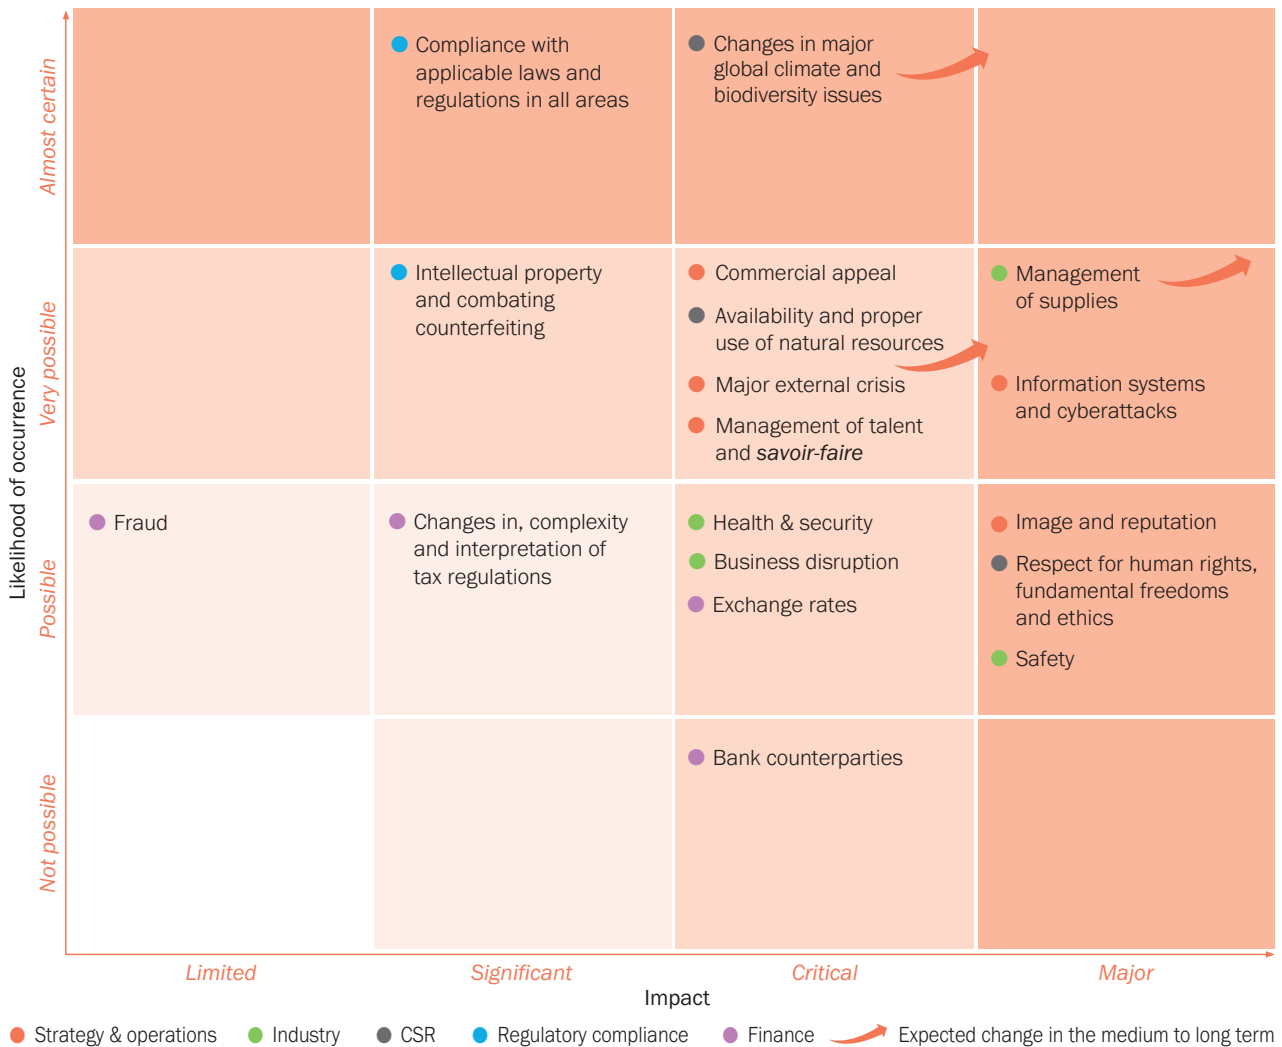 Likelihood of occurrence
Almost certain
Compliance with
applicable laws and
regulations in all areas
Changes in major
global climate and
biodiversity issues
Very possible
Intellectual property
and combating
counterfeiting
Commercial appeal
Availability and proper
use of natural resources
Major external crisis
Management of talent
and savoir-faire
Management
of supplies
Information systems
and cyberattacks
Possible
Fraud
Changes in, complexity
and interpretation of
tax regulations
Health & security
Business disruption
Exchange rates
Image and reputation
Respect for human rights,
fundamental freedoms
and ethics
Safety
Not possible
Bank counterparties
Limited
Significant
Critical
Major
Impact
Strategy & operations
Industry
CSR
Regulatory compliance
Finance
Expected change in the medium to long term